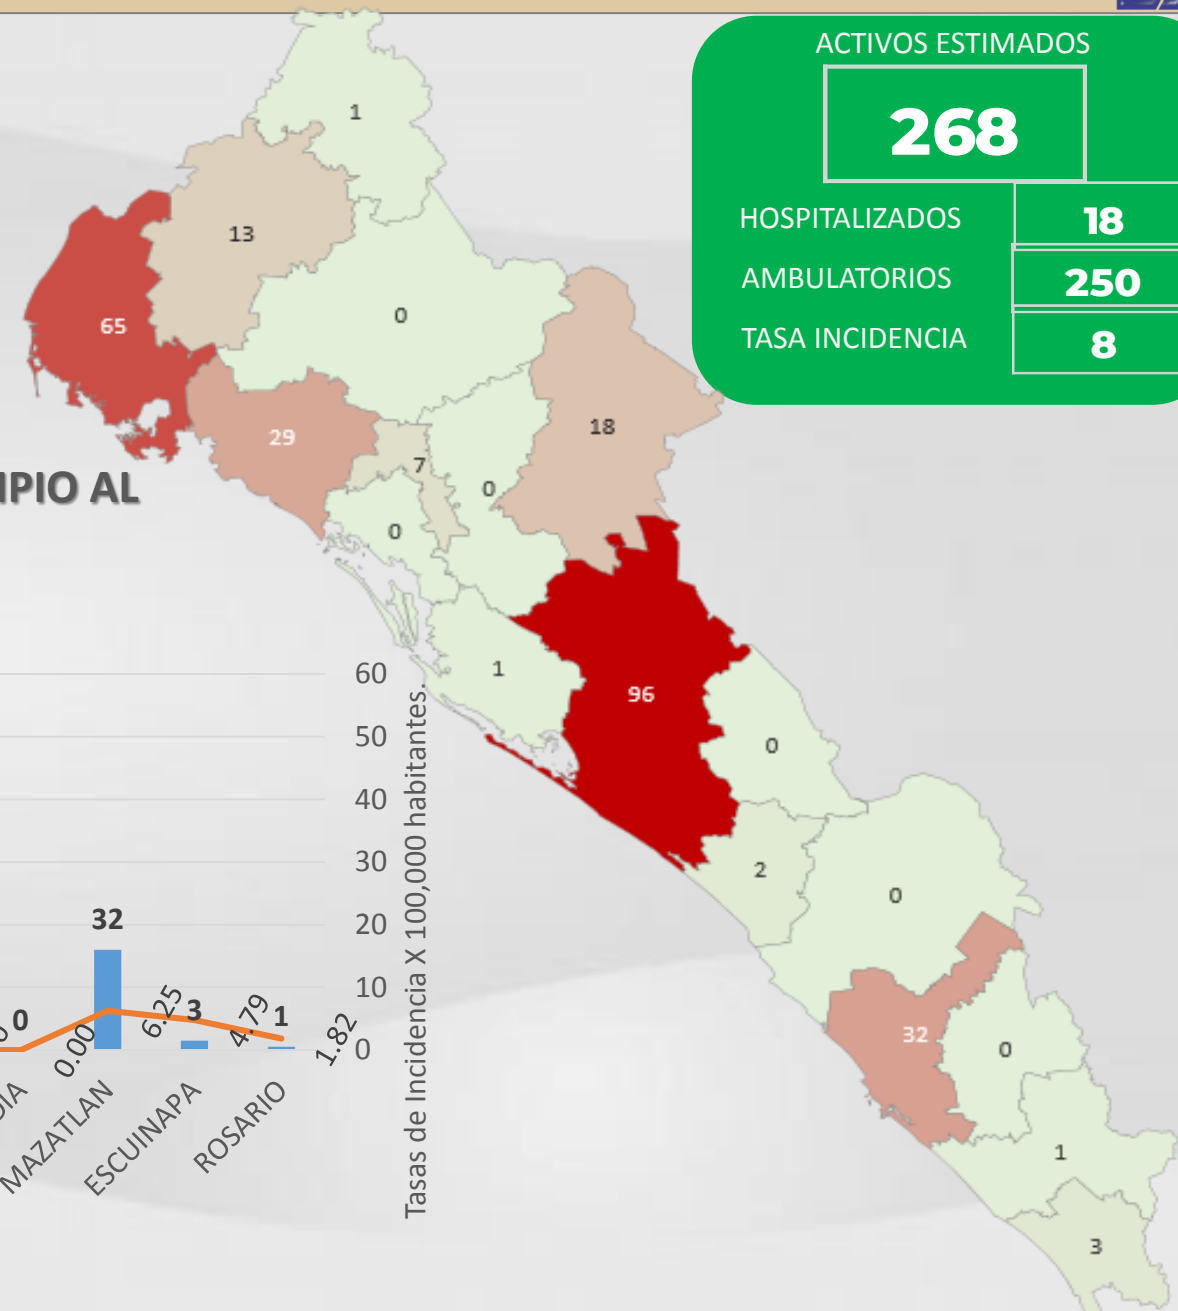 ACTIVOS ESTIMADOS
268
HOSPITALIZADOS 18
AMBULATORIOS 250
TASA INCIDENCIA 8
1
13
65
0
18
29
7
0
0
1
96
0
2
0
32
0
1
3
IPIO AL
60
50
40
30
20
10
0
Tasas de Incidencia X 100,000 habitantes.
0 32 3 1
0.00 6.25 4.79 1.82
DIA MAZATLAN ESCUINAPA ROSARIO